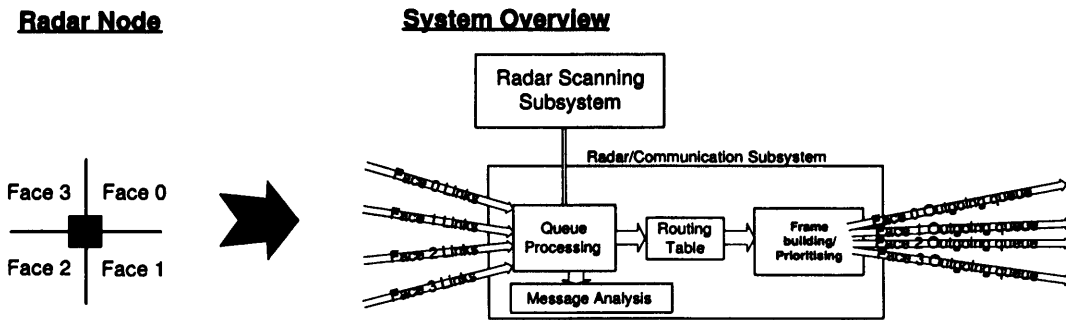 Radar Node
System Overview
Radar Scanning
Subsystem
Radar/Communication Subsystem
Face 3
Face 0
Face 2
Face 1
Face 0 Links
Face 1 Links
Face 2 Links
Face 3 Links
Queue
Processing
Routing
Table
Frame
building/
Prioritising
Message Analysis
Face 0 Outgoing queue
Face 1 Outgoing queue
Face 2 Outgoing queue
Face 3 Outgoing queue